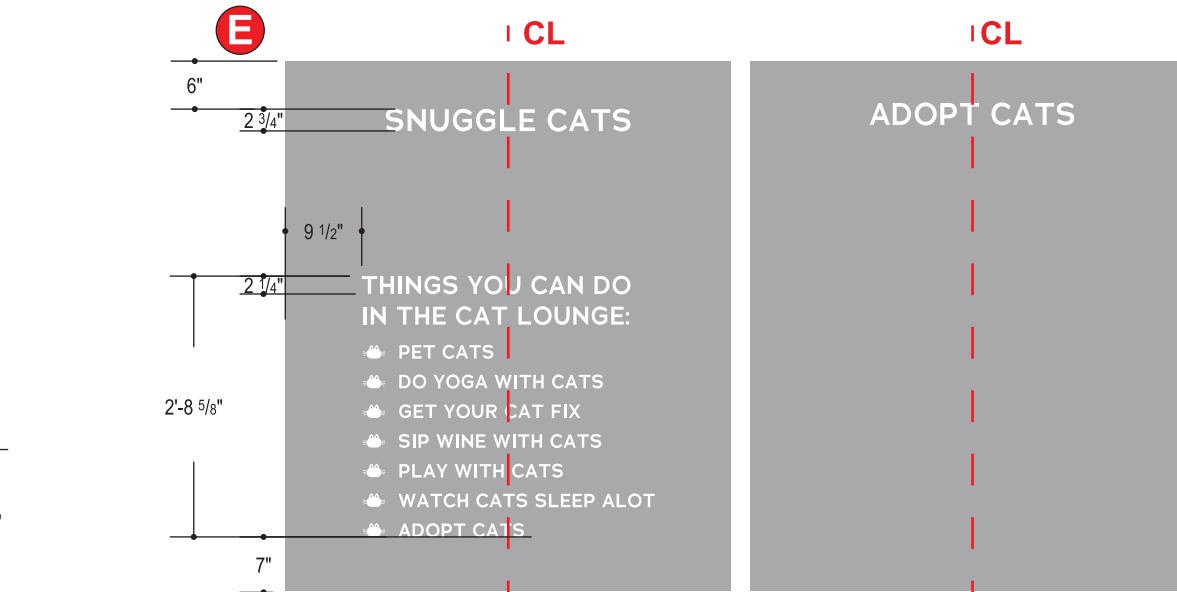 E
CL
CL
6"
2 3/4"
SNUGGLE CATS
ADOPT CATS
9 1/2"
2 1/4"
THINGS YOU CAN DO
IN THE CAT LOUNGE:
PET CATS
DO YOGA WITH CATS
2'-8 5/8"
GET YOUR CAT FIX
SIP WINE WITH CATS
PLAY WITH CATS
WATCH CATS SLEEP ALOT
ADOPT CATS
7"